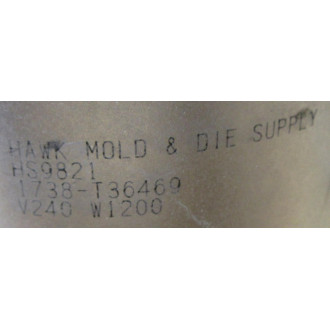 HAWK MOLD & DIE SUPPLY
HS9821
1738-T36469
V240 W1200